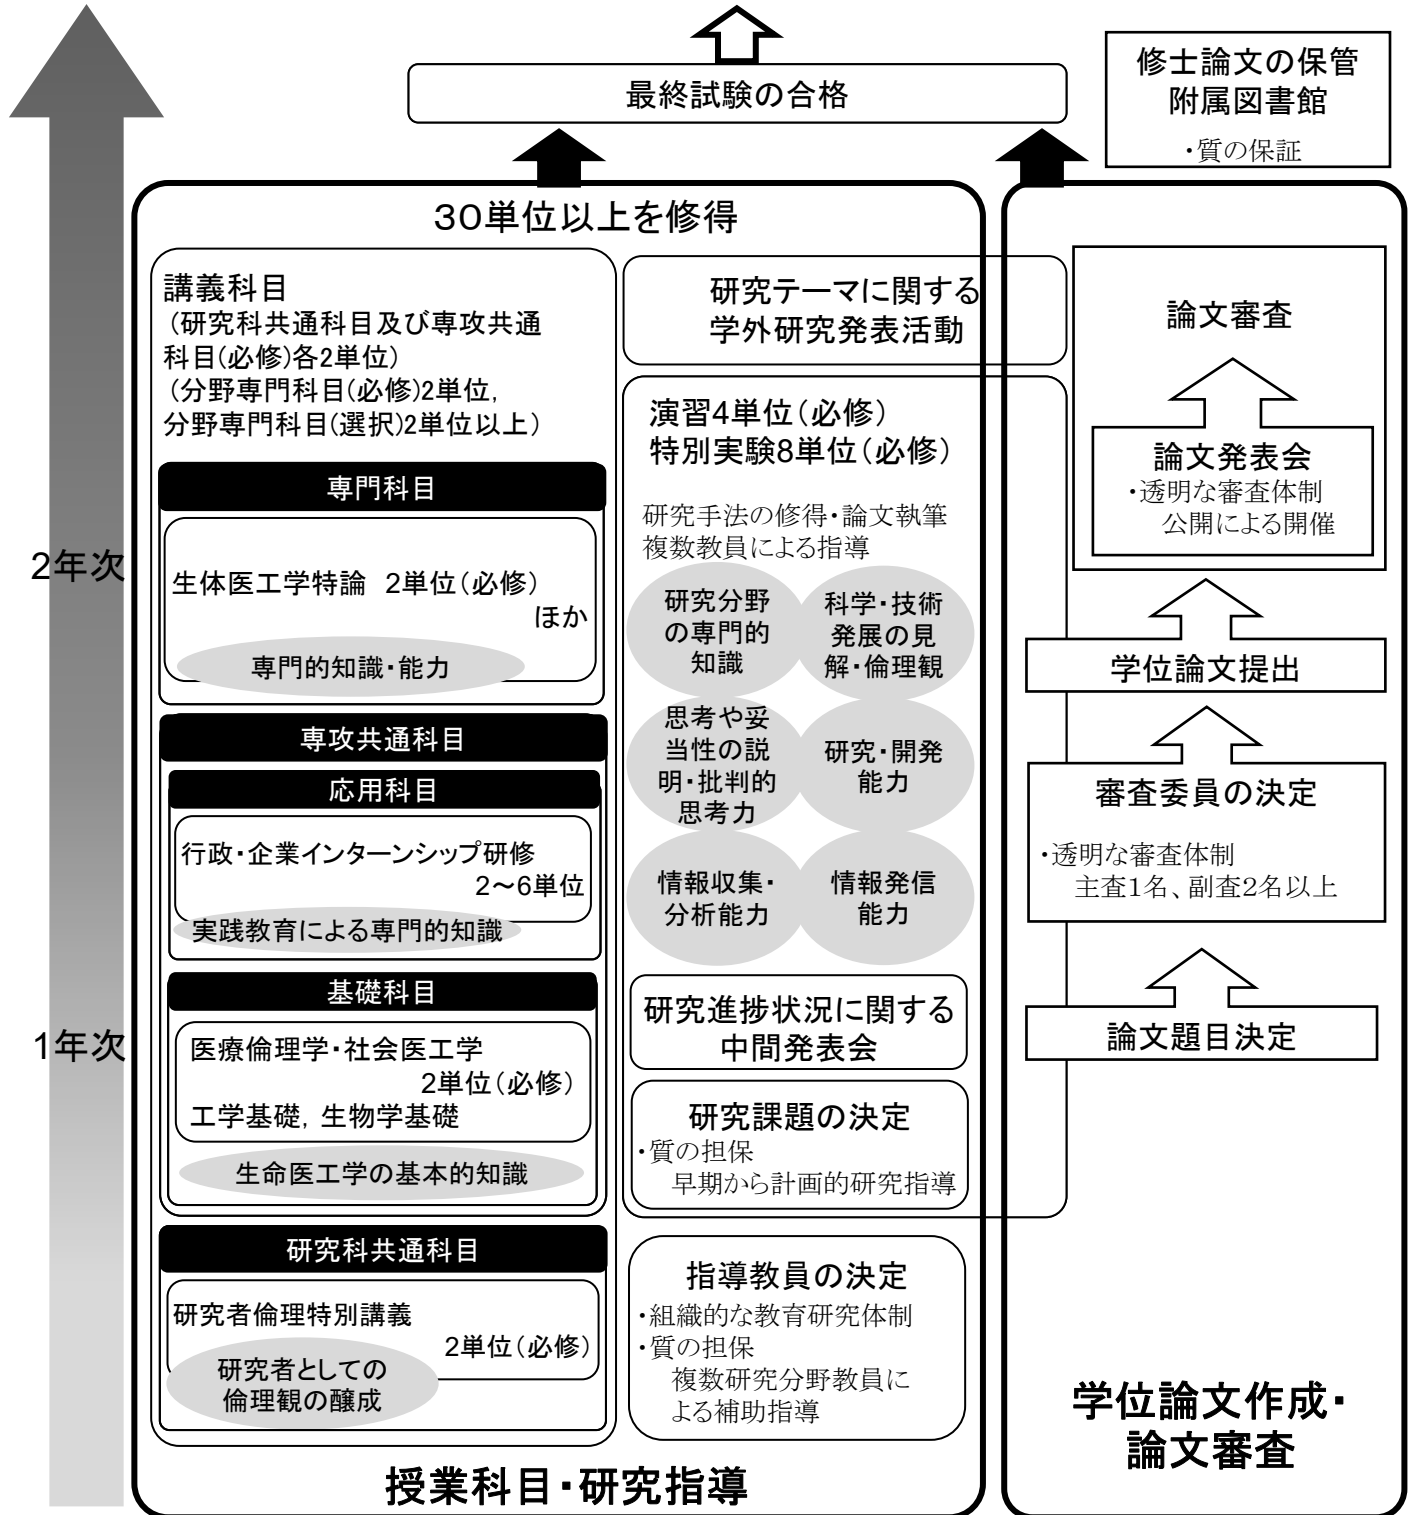 最終試験の合格
修士論文の保管
附属図書館
・質の保証
30単位以上を修得
講義科目
(研究科共通科目及び専攻共通
科目(必修)各2単位)
(分野専門科目(必修)2単位,
分野専門科目(選択)2単位以上)
専門科目
生体医工学特論 2単位(必修)
ほか
専門的知識・能力
専攻共通科目
応用科目
行政・企業インターンシップ研修
2～6単位
実践教育による専門的知識
基礎科目
医療倫理学・社会医工学
2単位(必修)
工学基礎, 生物学基礎
生命医工学の基本的知識
研究科共通科目
研究者倫理特別講義
2単位(必修)
研究者としての
倫理観の醸成
研究テーマに関する
学外研究発表活動
演習4単位(必修)
特別実験8単位(必修)
研究手法の修得・論文執筆
複数教員による指導
研究分野
の専門的
知識
科学・技術
発展の見
解・倫理観
思考や妥
当性の説
明・批判的
思考力
研究・開発
能力
情報収集・
分析能力
情報発信
能力
研究進捗状況に関する
中間発表会
研究課題の決定
・質の担保
早期から計画的研究指導
指導教員の決定
・組織的な教育研究体制
・質の担保
複数研究分野教員に
よる補助指導
授業科目・研究指導
論文審査
論文発表会
・透明な審査体制
公開による開催
学位論文提出
審査委員の決定
・透明な審査体制
主査1名、副査2名以上
論文題目決定
学位論文作成・
論文審査
2年次
1年次